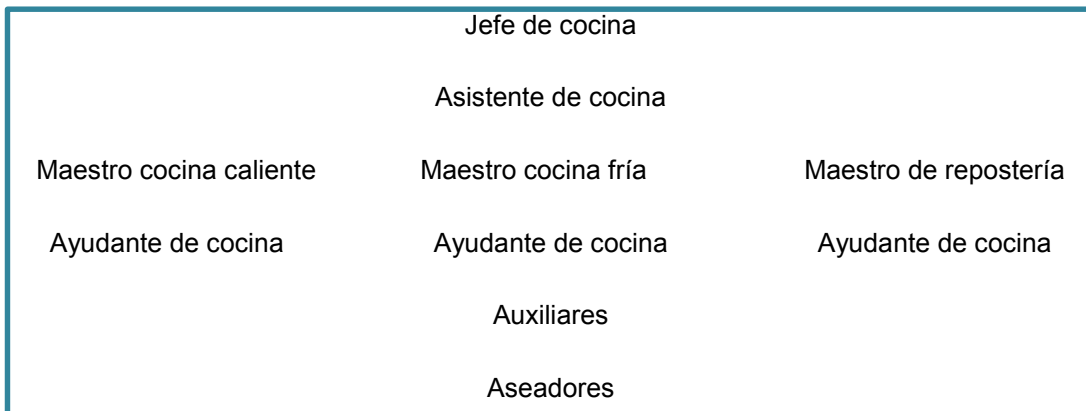 Jefe de cocina
Asistente de cocina
Maestro cocina caliente Maestro cocina fría Maestro de repostería
Ayudante de cocina Ayudante de cocina Ayudante de cocina
Auxiliares
Aseadores